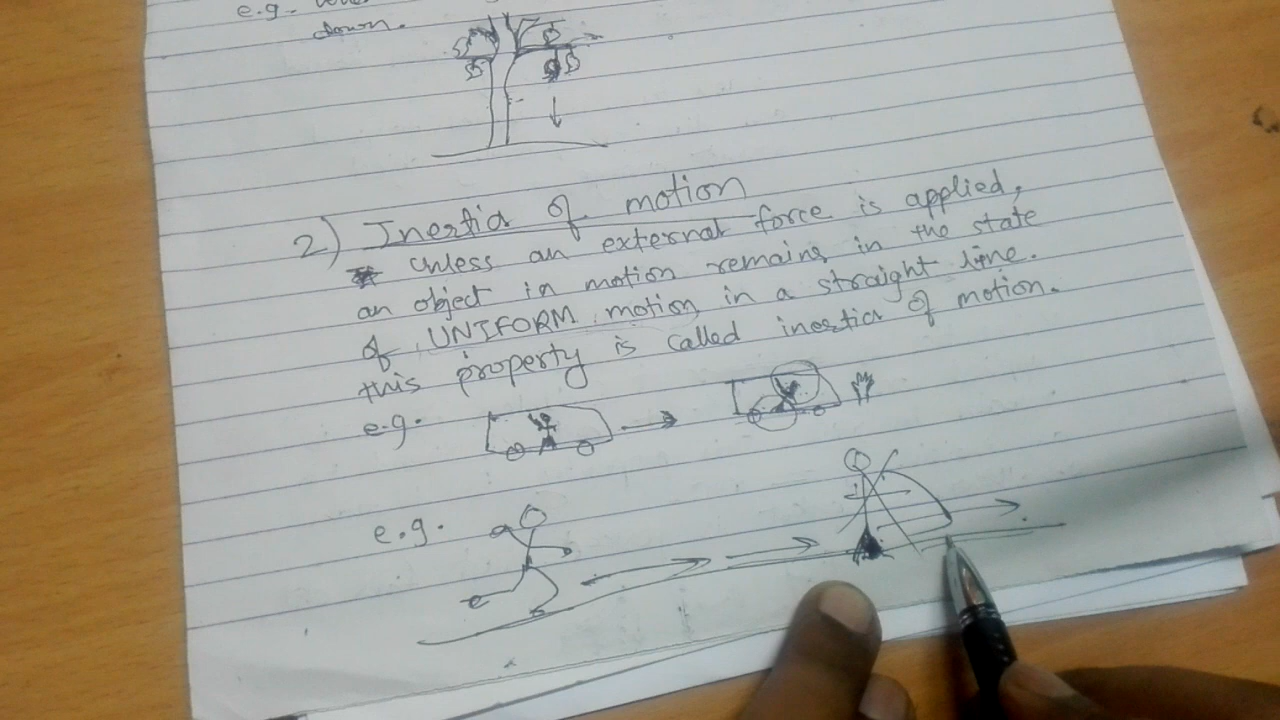 e.g.
down.
2) Inertia of motion
unless an external force is applied,
an object in motion remains in the state
of UNIFORM motion in a straight line.
this property is called inertia of motion.
e.g.
e.g.